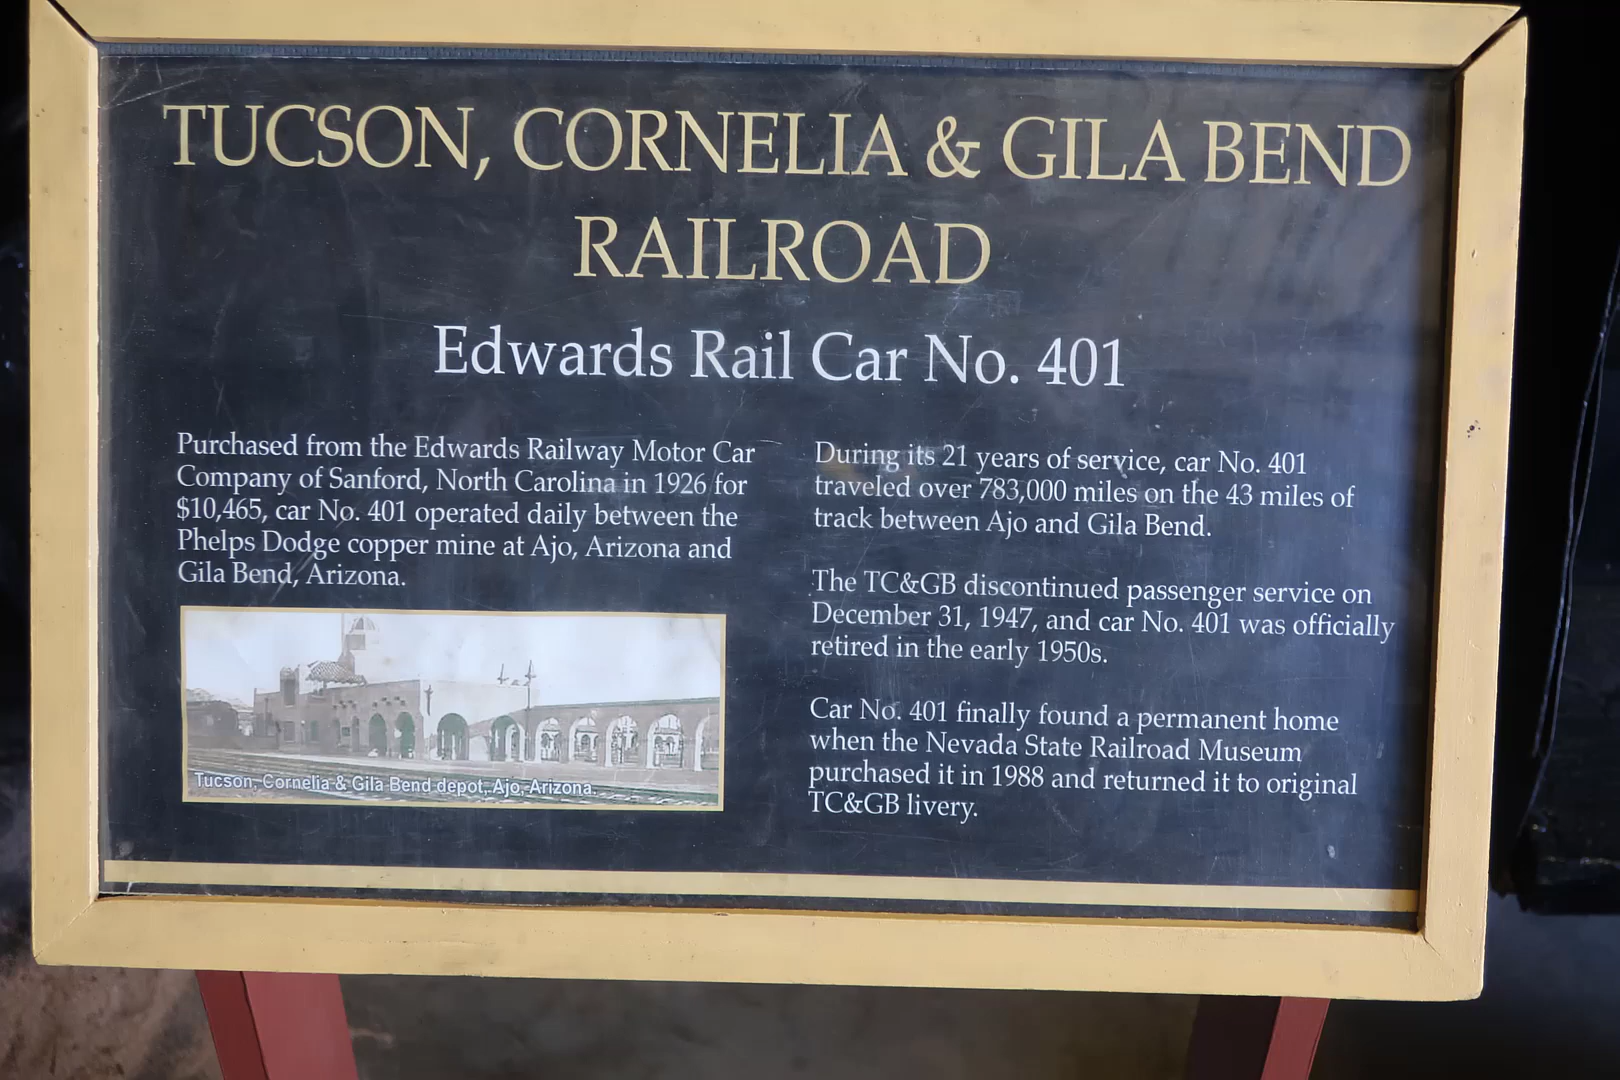 TUCSON, CORNELIA & GILA BEND
RAILROAD
Edwards Rail Car No. 401
Purchased from the Edwards Railway Motor Car
Company of Sanford, North Carolina in 1926 for
$10,465, car No. 401 operated daily between the
Phelps Dodge copper mine at Ajo, Arizona and
Gila Bend, Arizona.
Tucson, Cornelia & Gila Bend depot, Ajo, Arizona.
During its 21 years of service, car No. 401
traveled over 783,000 miles on the 43 miles of
track between Ajo and Gila Bend.
The TC&GB discontinued passenger service on
December 31, 1947, and car No. 401 was officially
retired in the early 1950s.
Car No. 401 finally found a permanent home
when the Nevada State Railroad Museum
purchased it in 1988 and returned it to original
TC&GB livery.